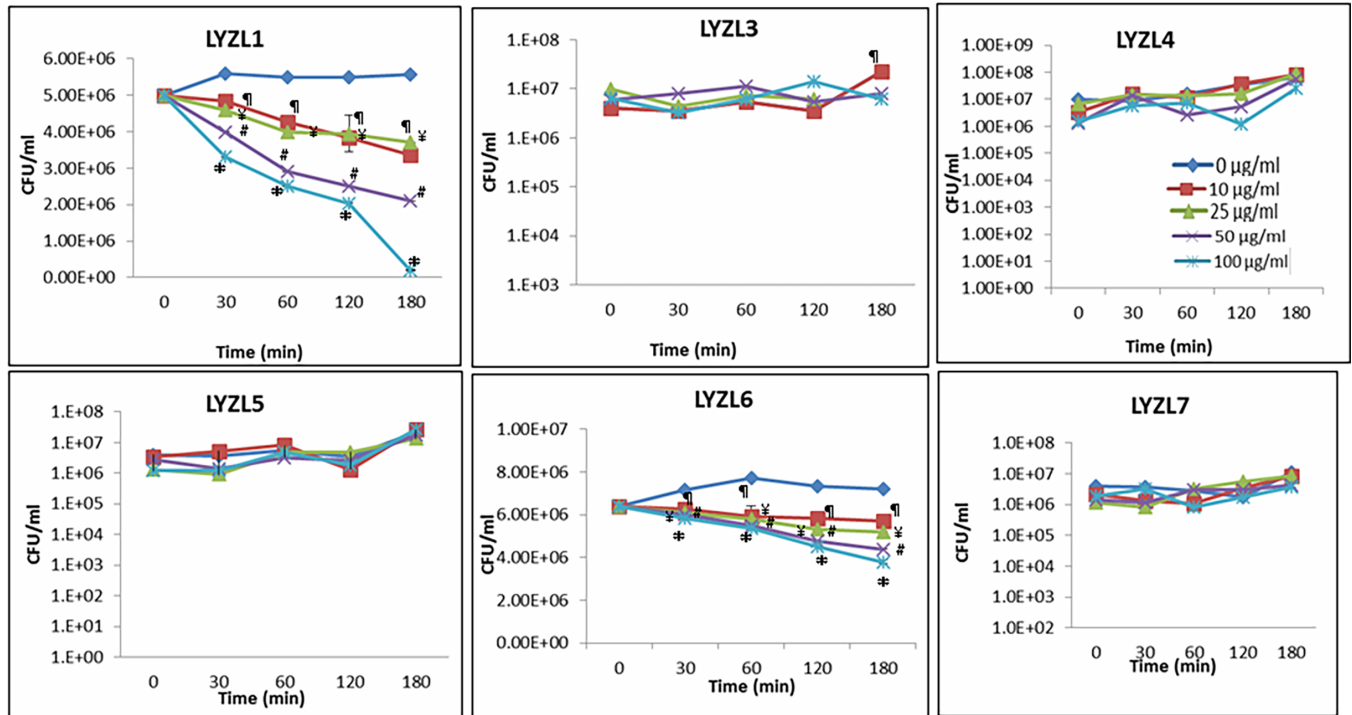 LYZL1
6.00E+06
5.00E+06
4.00E+06
3.00E+06
2.00E+06
1.00E+06
0.00E+00
CFU/ml
¶ ¶ ¶ ¶
¥ ¥ ¥ ¥
# # # #
⁑ ⁑ ⁑ ⁑
0 30 60 120 180
Time (min)
LYZL3
1.E+08
1.E+07
1.E+06
1.E+05
1.E+04
1.E+03
CFU/ml
¶
0 30 60 120 180
Time (min)
LYZL4
1.00E+09
1.00E+08
1.00E+07
1.00E+06
1.00E+05
1.00E+04
1.00E+03
1.00E+02
1.00E+01
1.00E+00
CFU/ml
0 µg/ml
10 µg/ml
25 µg/ml
50 µg/ml
100 µg/ml
0 30 60 120 180
Time (min)
LYZL5
1.E+08
1.E+07
1.E+06
1.E+05
1.E+04
1.E+03
1.E+02
1.E+01
1.E+00
CFU/ml
0 30 60 120 180
Time (min)
LYZL6
1.00E+07
8.00E+06
6.00E+06
4.00E+06
2.00E+06
0.00E+00
CFU/ml
¶ ¶ ¶ ¶
¥ ¥ ¥ ¥
# # # #
⁑ ⁑ ⁑ ⁑
0 30 60 120 180
Time (min)
LYZL7
1.0E+08
1.0E+07
1.0E+06
1.0E+05
1.0E+04
1.0E+03
1.0E+02
CFU/ml
0 30 60 120 180
Time (min)